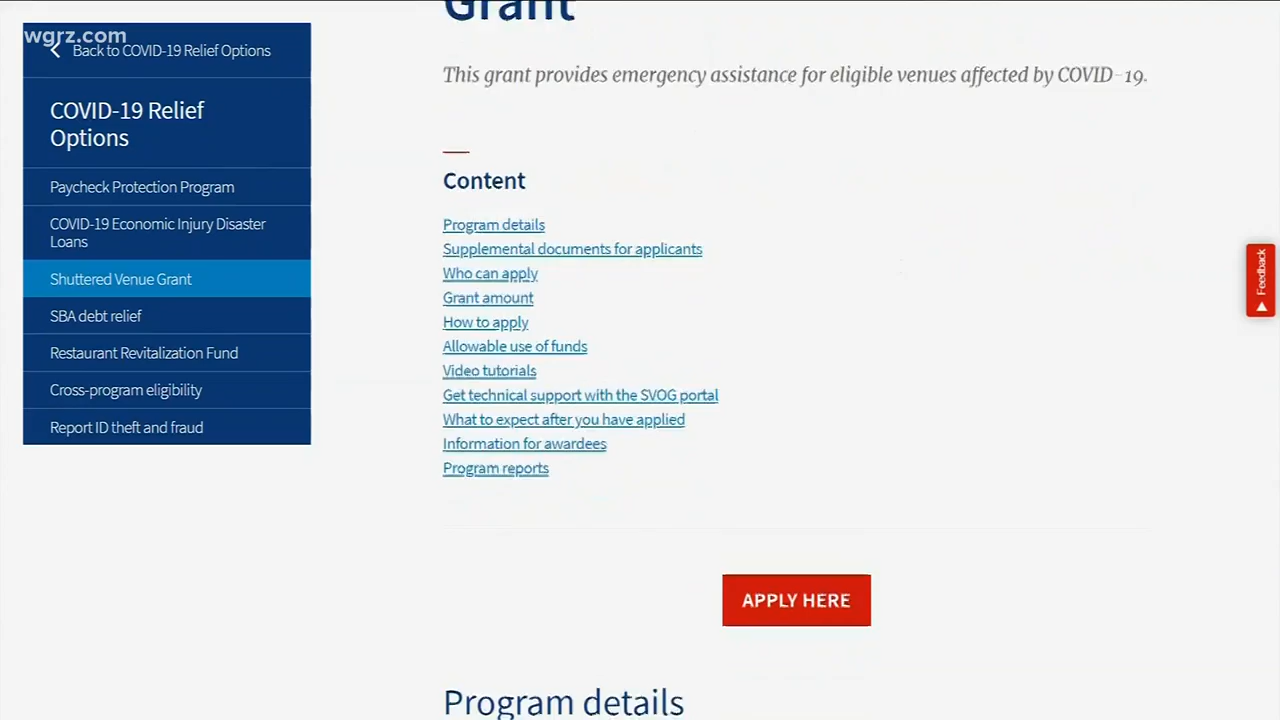 Grant
wgrz.com
Back to COVID-19 Relief Options
COVID-19 Relief
Options
Paycheck Protection Program
COVID-19 Economic Injury Disaster
Loans
Shuttered Venue Grant
SBA debt relief
Restaurant Revitalization Fund
Cross-program eligibility
Report ID theft and fraud
This grant provides emergency assistance for eligible venues affected by COVID-19.
Content
Program details
Supplemental documents for applicants
Who can apply
Grant amount
How to apply
Allowable use of funds
Video tutorials
Get technical support with the SVOG portal
What to expect after you have applied
Information for awardees
Program reports
APPLY HERE
Program details
Feedback